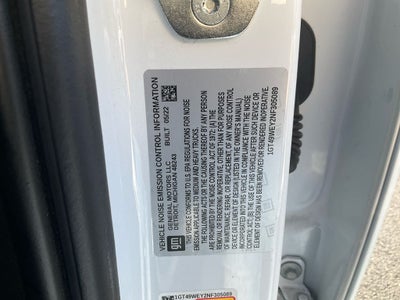 VEHICLE NOISE EMISSION CONTROL INFORMATION
GENERAL MOTORS LLC BUILT 05/22
DETROIT, MICHIGAN 48243
gm
THIS VEHICLE CONFORMS TO U.S. EPA REGULATIONS FOR NOISE
EMISSION APPLICABLE TO MEDIUM AND HEAVY TRUCKS.
THE FOLLOWING ACTS OR THE CAUSING THEREOF BY ANY PERSON
ARE PROHIBITED BY THE NOISE CONTROL ACT OF 1972: (A) THE
REMOVAL OR RENDERING INOPERATIVE, OTHER THAN FOR PURPOSES
OF MAINTENANCE, REPAIR, OR REPLACEMENT, OF ANY NOISE CONTROL
DEVICE OR ELEMENT OF DESIGN (LISTED IN THE OWNER'S MANUAL)
INCORPORATED INTO THIS VEHICLE IN COMPLIANCE WITH THE NOISE
CONTROL ACT; (B) THE USE OF THIS VEHICLE AFTER SUCH DEVICE OR
ELEMENT OF DESIGN HAS BEEN REMOVED OR RENDERED INOPERATIVE.
1GT49WEY2NF305089
1GT49WEY2NF305089